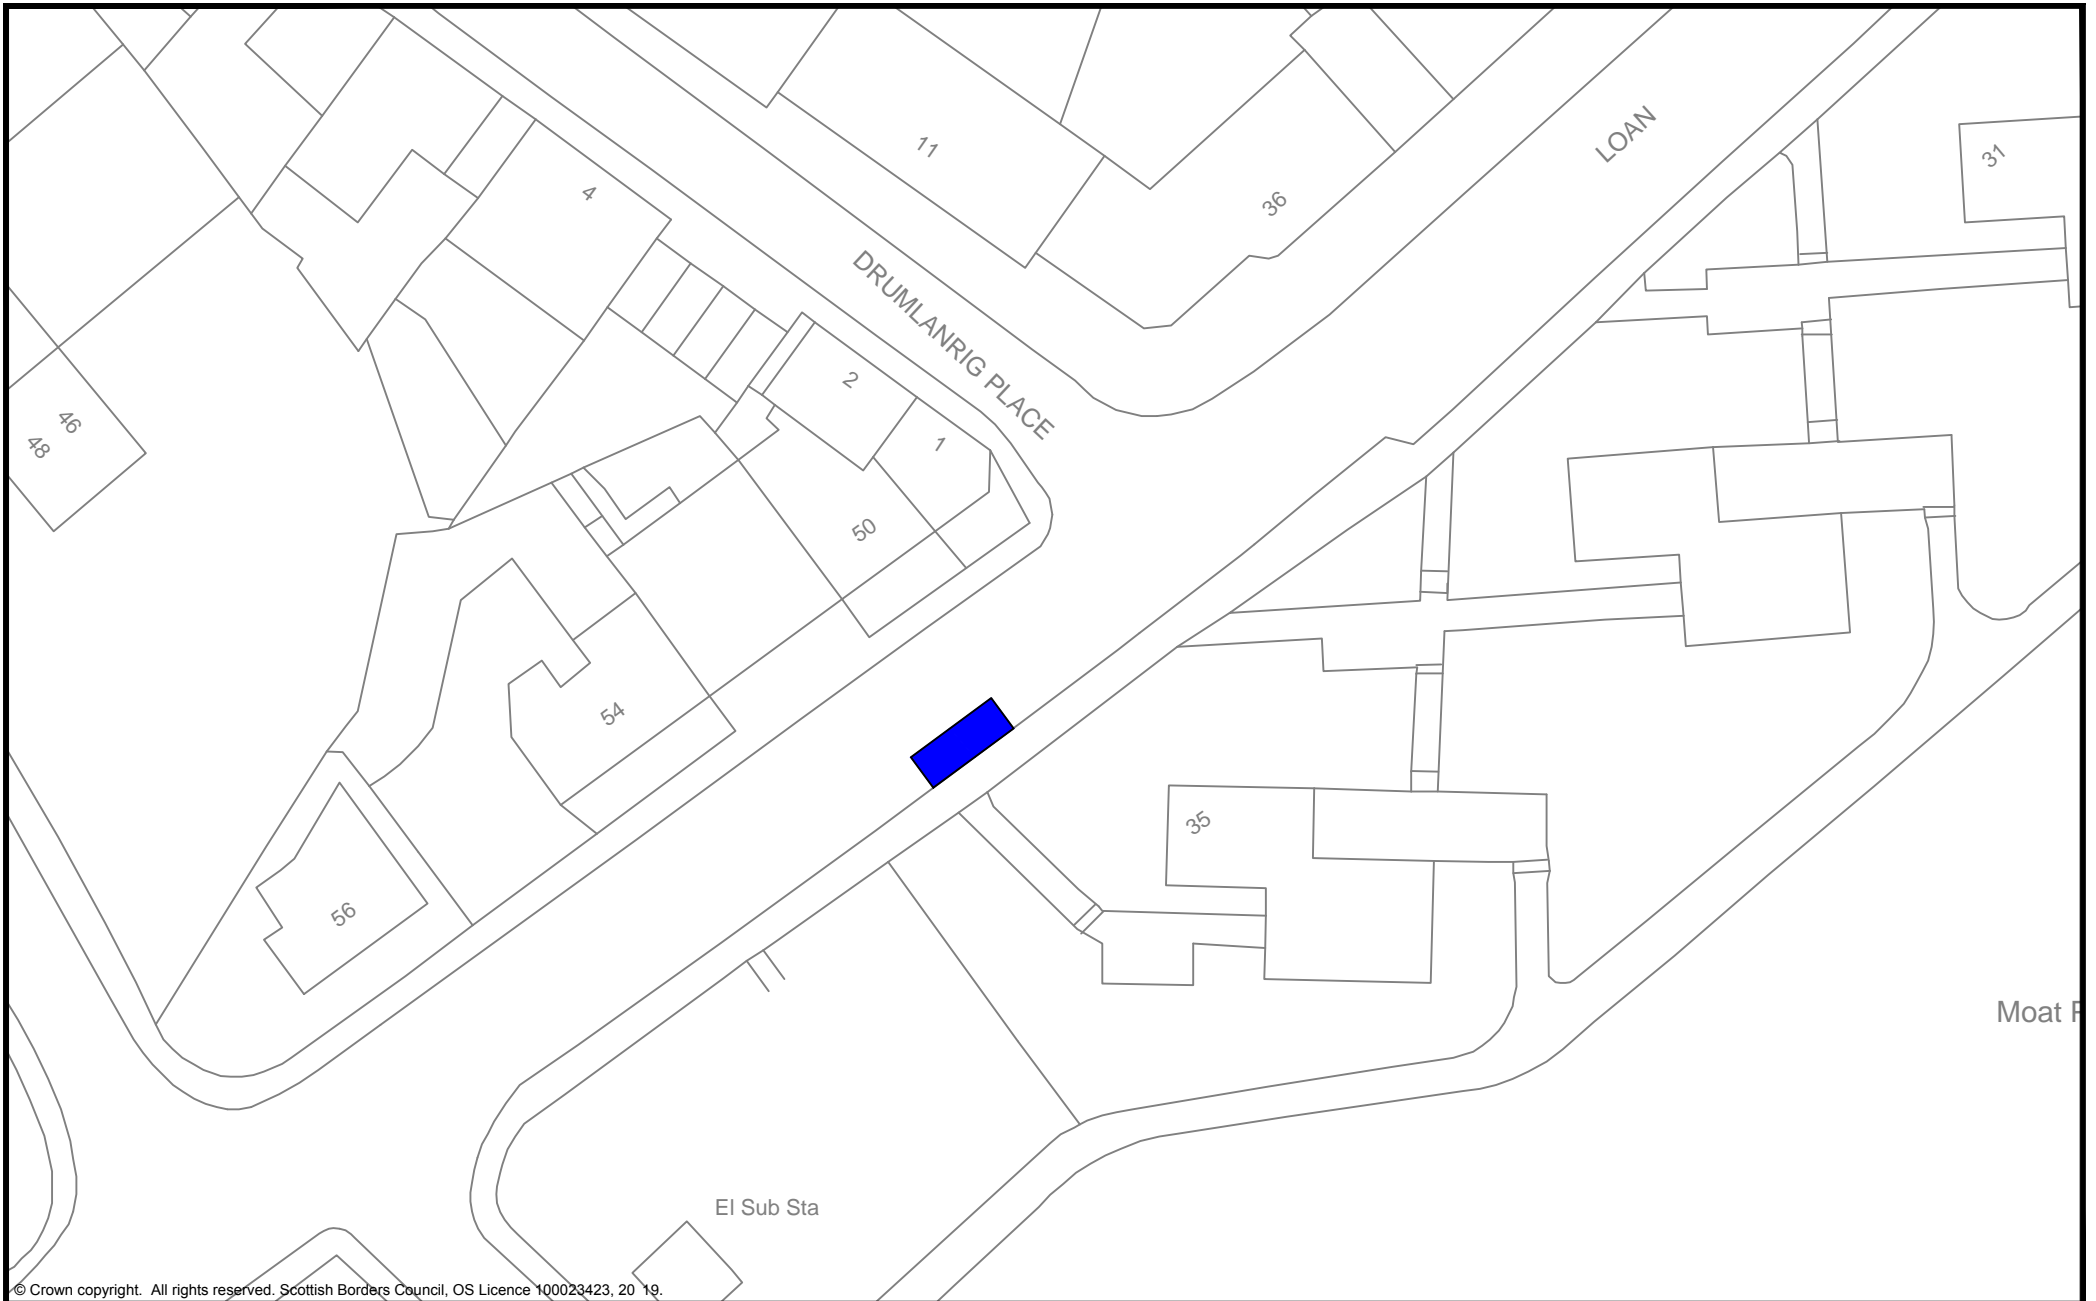 11
LOAN
31
4
36
DRUMLANRIG PLACE
2
46
48
1
50
54
35
56
Moat
El Sub Sta
© Crown copyright. All rights reserved. Scottish Borders Council, OS Licence 100023423, 20 19.